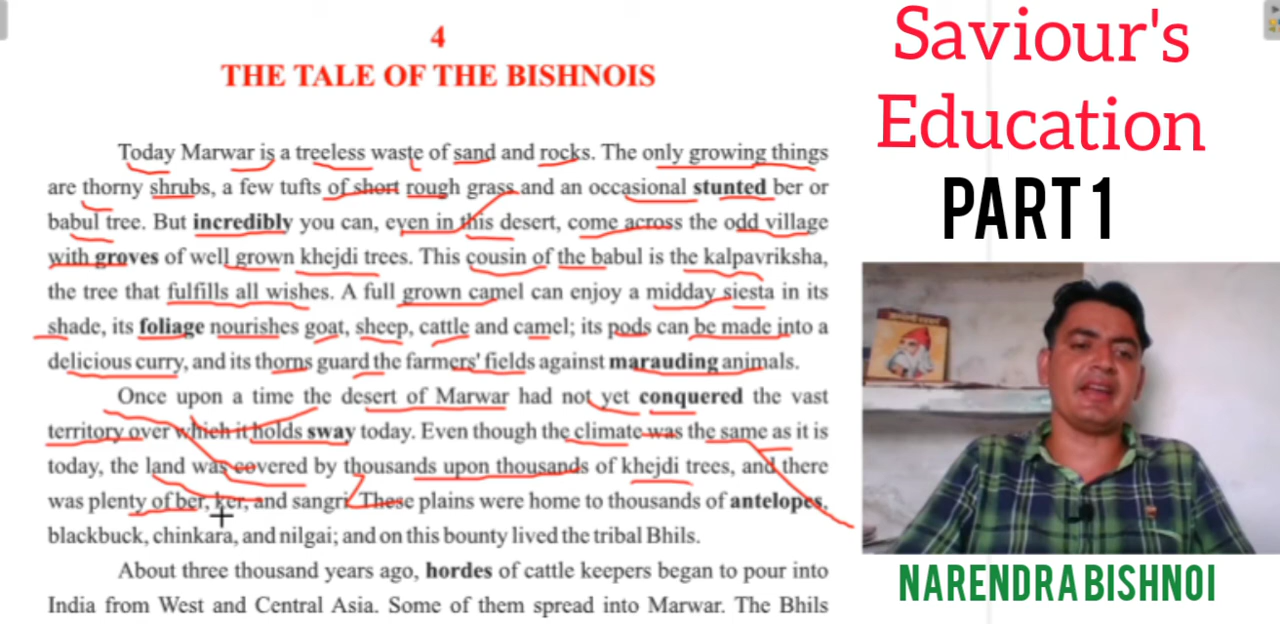 4
THE TALE OF THE BISHNOIS
Today Marwar is a treeless waste of sand and rocks. The only growing things
are thorny shrubs, a few tufts of short rough grass and an occasional stunted ber or
babul tree. But incredibly you can, even in this desert, come across the odd village
with groves of well grown khejdi trees. This cousin of the babul is the kalpavriksha,
the tree that fulfills all wishes. A full grown camel can enjoy a midday siesta in its
shade, its foliage nourishes goat, sheep, cattle and camel; its pods can be made into a
delicious curry, and its thorns guard the farmers' fields against marauding animals.
Once upon a time the desert of Marwar had not yet conquered the vast
territory over which it holds sway today. Even though the climate was the same as it is
today, the land was covered by thousands upon thousands of khejdi trees, and there
was plenty of ber, ker, and sangri. These plains were home to thousands of antelopes,
blackbuck, chinkara, and nilgai; and on this bounty lived the tribal Bhils.
About three thousand years ago, hordes of cattle keepers began to pour into
India from West and Central Asia. Some of them spread into Marwar. The Bhils
Saviour's
Education
PART 1
NARENDRA BISHNOI